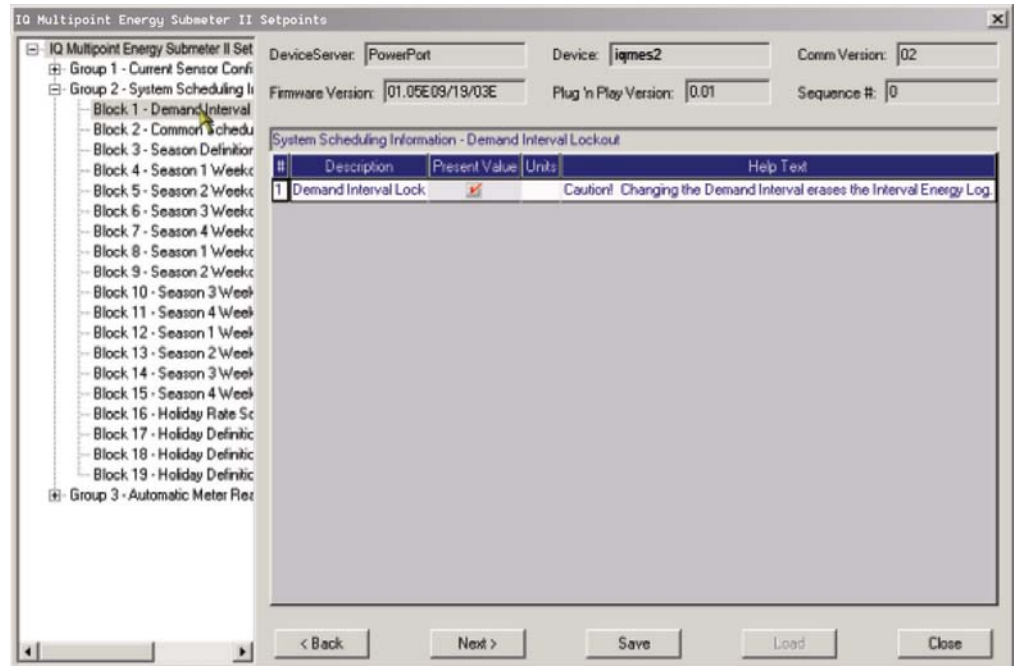 IQ Multipoint Energy Submeter II Setpoints
IQ Multipoint Energy Submeter II Set
Group 1 - Current Sensor Confi
Group 2 - System Scheduling I
Block 1 - Demand Interval
Block 2 - Common Schedu
Block 3 - Season Definition
Block 4 - Season 1 Weekd
Block 5 - Season 2 Weekd
Block 6 - Season 3 Weekd
Block 7 - Season 4 Weekd
Block 8 - Season 1 Weekd
Block 9 - Season 2 Weekd
Block 10 - Season 3 Week
Block 11 - Season 4 Week
Block 12 - Season 1 Week
Block 13 - Season 2 Week
Block 14 - Season 3 Week
Block 15 - Season 4 Week
Block 16 - Holiday Rate Sc
Block 17 - Holiday Definitic
Block 18 - Holiday Definitic
Block 19 - Holiday Definitic
Group 3 - Automatic Meter Rea
DeviceServer: PowerPort Device: iqmes2 Comm Version: 02
Firmware Version: 01.05E09/19/03E Plug 'n Play Version: 0.01 Sequence #: 0
System Scheduling Information - Demand Interval Lockout
# Description Present Value Units Help Text
1 Demand Interval Lock Caution! Changing the Demand Interval erases the Interval Energy Log.
< Back Next > Save Load Close